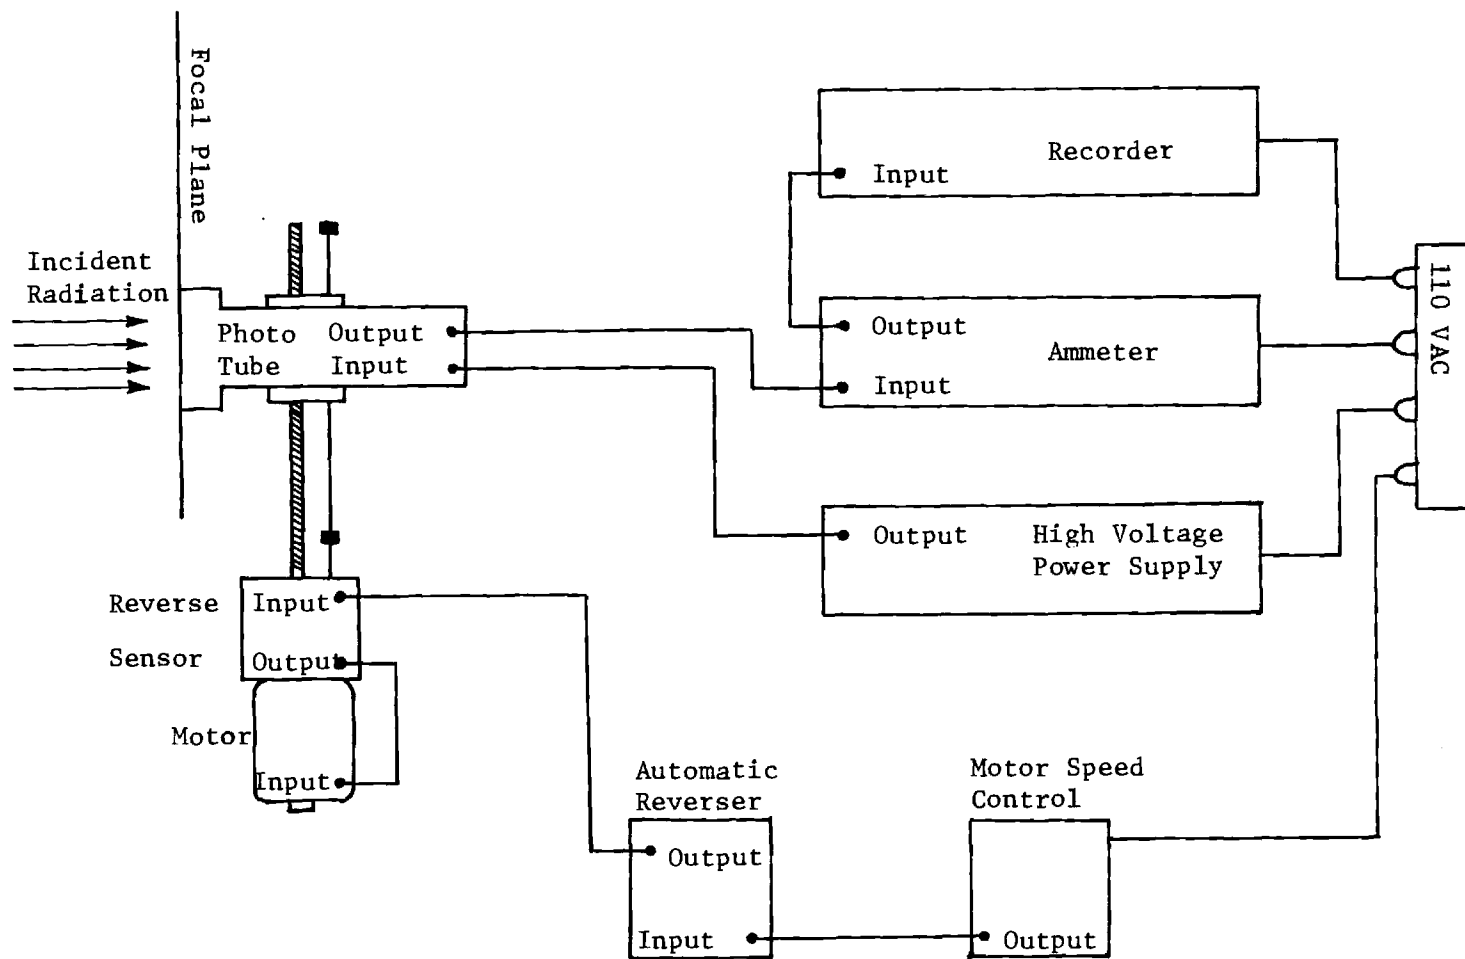 Focal Plane
Incident
Radiation
Photo
Tube
Output
Input
Recorder
Input
Output
Ammeter
Input
Output
High Voltage
Power Supply
110 VAC
Reverse
Sensor
Input
Output
Motor
Input
Automatic
Reverser
Output
Input
Motor Speed
Control
Output